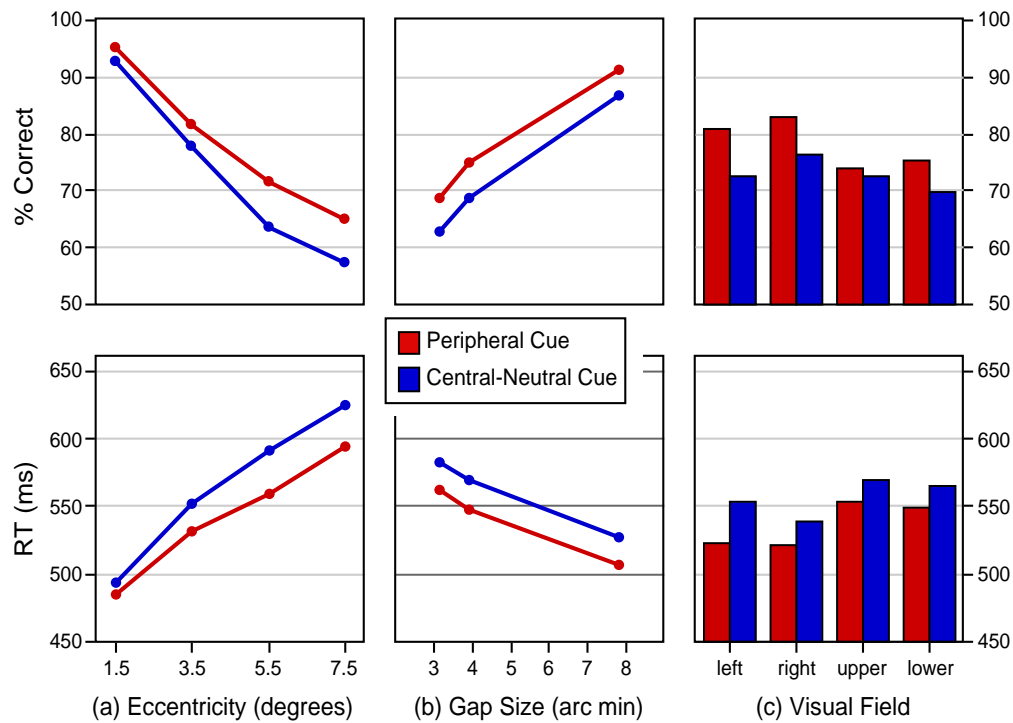 100
90
80
70
60
50
% Correct
100
90
80
70
60
50
Peripheral Cue
Central-Neutral Cue
650
600
550
500
450
RT (ms)
650
600
550
500
450
1.5 3.5 5.5 7.5
3 4 5 6 7 8
left right upper lower
(a) Eccentricity (degrees)
(b) Gap Size (arc min)
(c) Visual Field